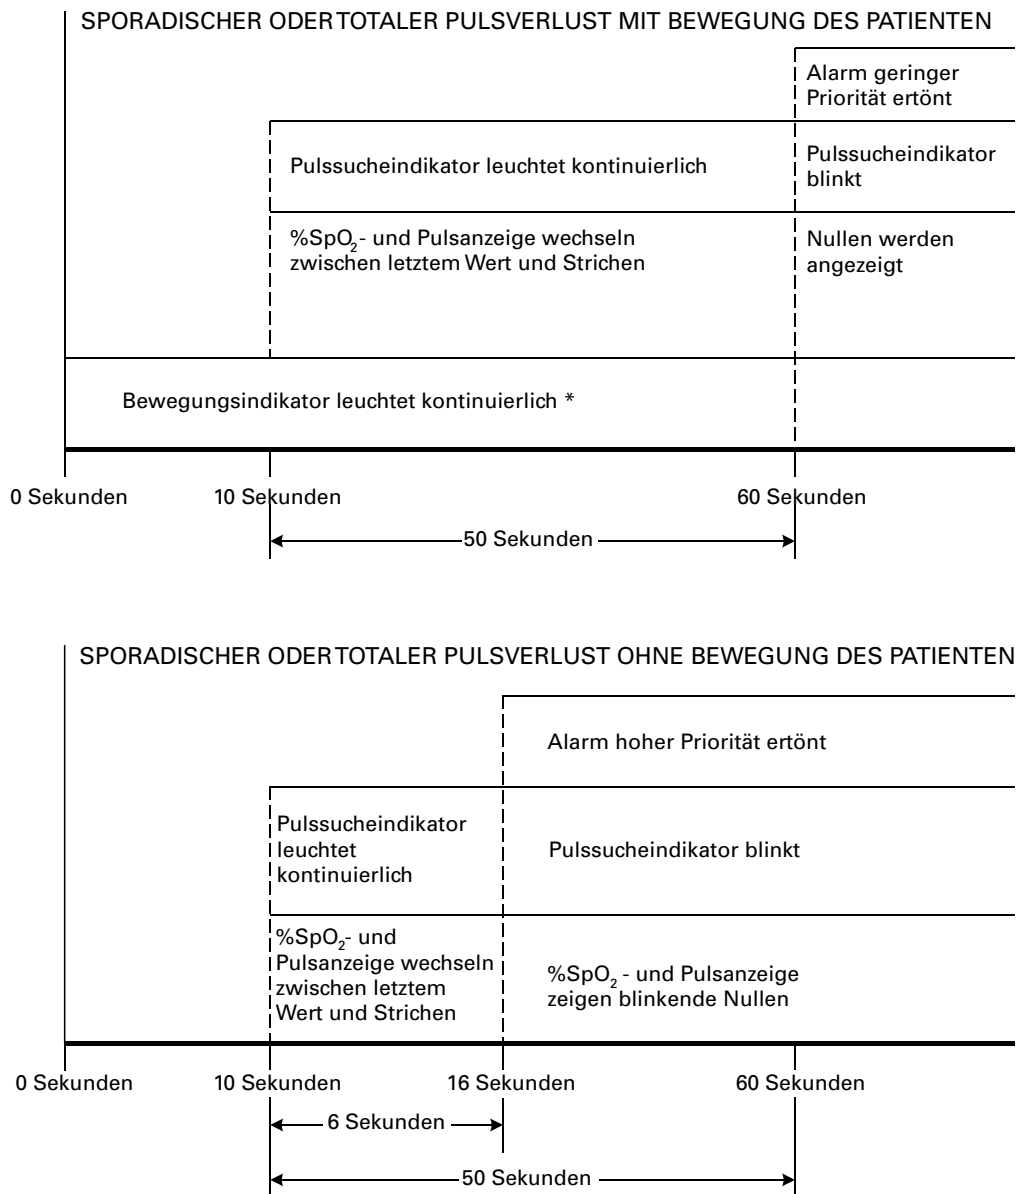 SPORADISCHER ODER TOTALER PULSVERLUST MIT BEWEGUNG DES PATIENTEN
Alarm geringer
Priorität ertönt
Pulssucheindikator leuchtet kontinuierlich
Pulssucheindikator
blinkt
%SpO₂- und Pulsanzeige wechseln
zwischen letztem Wert und Strichen
Nullen werden
angezeigt
Bewegungsindikator leuchtet kontinuierlich *
0 Sekunden
10 Sekunden
60 Sekunden
50 Sekunden
SPORADISCHER ODER TOTALER PULSVERLUST OHNE BEWEGUNG DES PATIENTEN
Alarm hoher Priorität ertönt
Pulssucheindikator
leuchtet
kontinuierlich
Pulssucheindikator blinkt
%SpO₂- und
Pulsanzeige wechseln
zwischen letztem
Wert und Strichen
%SpO₂ - und Pulsanzeige
zeigen blinkende Nullen
0 Sekunden
10 Sekunden
16 Sekunden
60 Sekunden
6 Sekunden
50 Sekunden